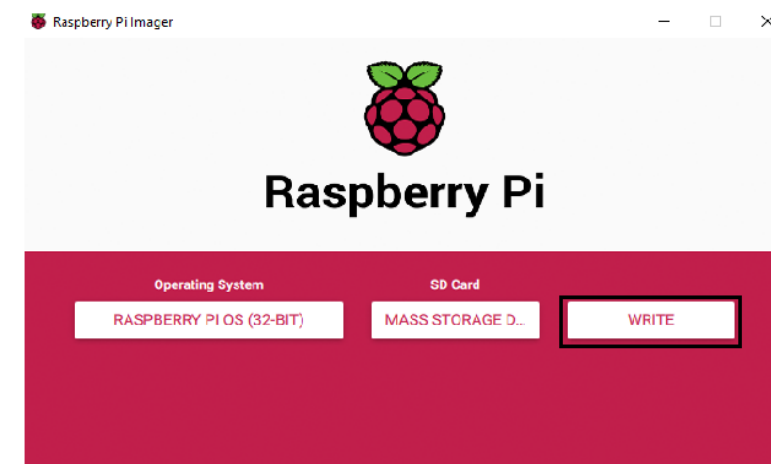 Raspberry Pi Imager
Raspberry Pi
Operating System
SD Card
RASPBERRY PI OS (32-BIT)
MASS STORAGE D...
WRITE